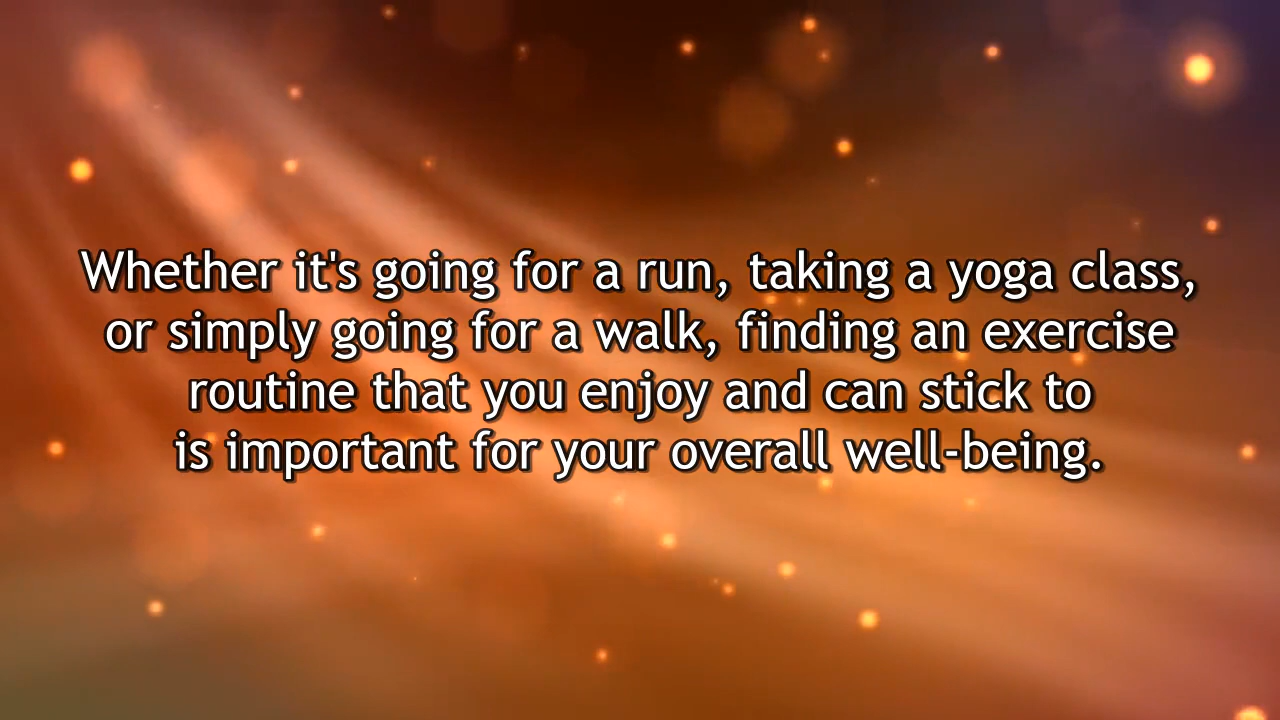 Whether it's going for a run, taking a yoga class,
or simply going for a walk, finding an exercise
routine that you enjoy and can stick to
is important for your overall well-being.